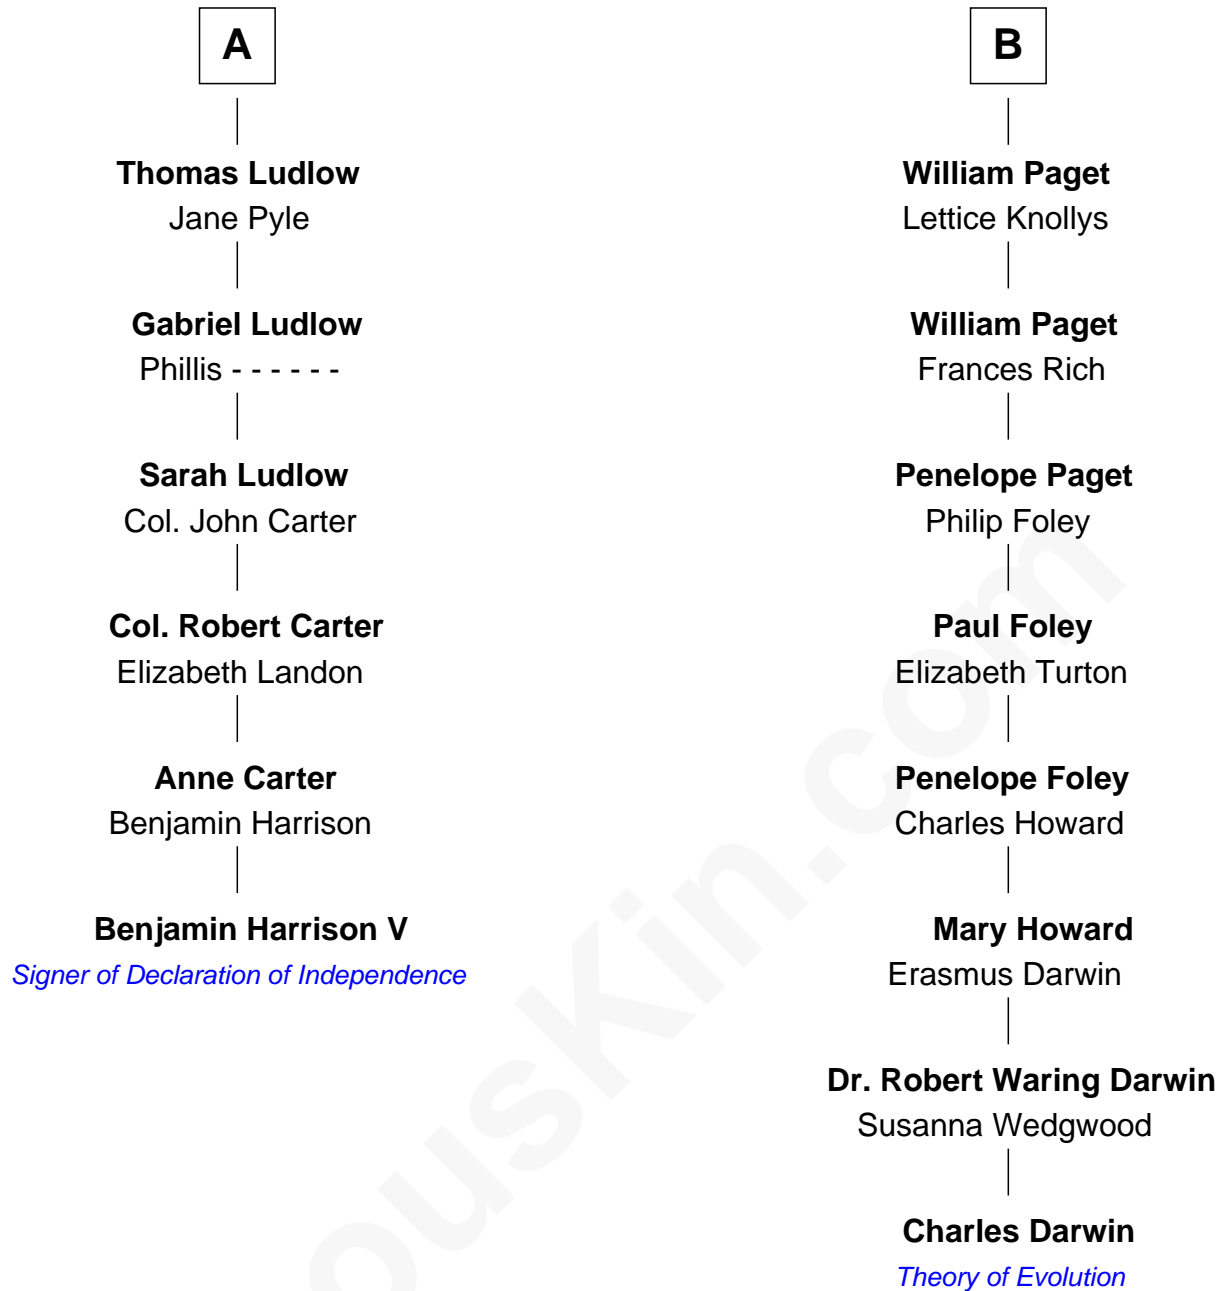 A
Thomas Ludlow
Jane Pyle
Gabriel Ludlow
Phillis - - - - - -
Sarah Ludlow
Col. John Carter
Col. Robert Carter
Elizabeth Landon
Anne Carter
Benjamin Harrison
Benjamin Harrison V
Signer of Declaration of Independence
B
William Paget
Lettice Knollys
William Paget
Frances Rich
Penelope Paget
Philip Foley
Paul Foley
Elizabeth Turton
Penelope Foley
Charles Howard
Mary Howard
Erasmus Darwin
Dr. Robert Waring Darwin
Susanna Wedgwood
Charles Darwin
Theory of Evolution
ousKin.com